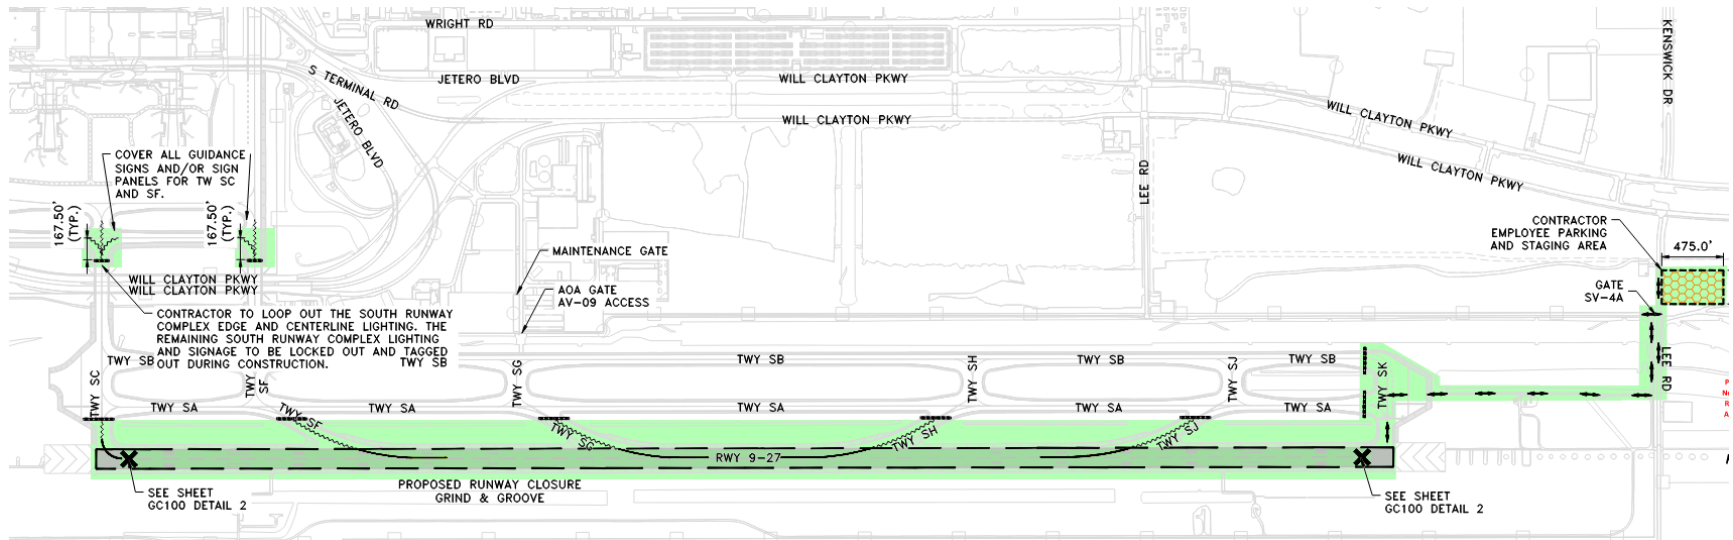 WRIGHT RD
KENSWICK DR
S TERMINAL RD
JETERO BLVD
WILL CLAYTON PKWY
JETERO BLVD
WILL CLAYTON PKWY
WILL CLAYTON PKWY
WILL CLAYTON PKWY
COVER ALL GUIDANCE
SIGNS AND/OR SIGN
PANELS FOR TW SC
AND SF.
LEE RD
167.50'
(TYP.)
167.50'
(TYP.)
CONTRACTOR
EMPLOYEE PARKING
AND STAGING AREA
475.0'
MAINTENANCE GATE
WILL CLAYTON PKWY
WILL CLAYTON PKWY
AOA GATE
AV-09 ACCESS
GATE
SV-4A
CONTRACTOR TO LOOP OUT THE SOUTH RUNWAY
COMPLEX EDGE AND CENTERLINE LIGHTING. THE
REMAINING SOUTH RUNWAY COMPLEX LIGHTING
AND SIGNAGE TO BE LOCKED OUT AND TAGGED
OUT DURING CONSTRUCTION.
TWY SB
TWY SB
TWY SB
TWY SB
TWY SB
LEE RD
TWY SC
TWY SF
TWY SG
TWY SH
TWY SJ
TWY SK
TWY SA
TWY SA
TWY SA
TWY SA
TWY SA
TWY SF
TWY SG
TWY SH
TWY SJ
RWY 9-27
PROPOSED RUNWAY CLOSURE
GRIND & GROOVE
SEE SHEET
GC100 DETAIL 2
SEE SHEET
GC100 DETAIL 2